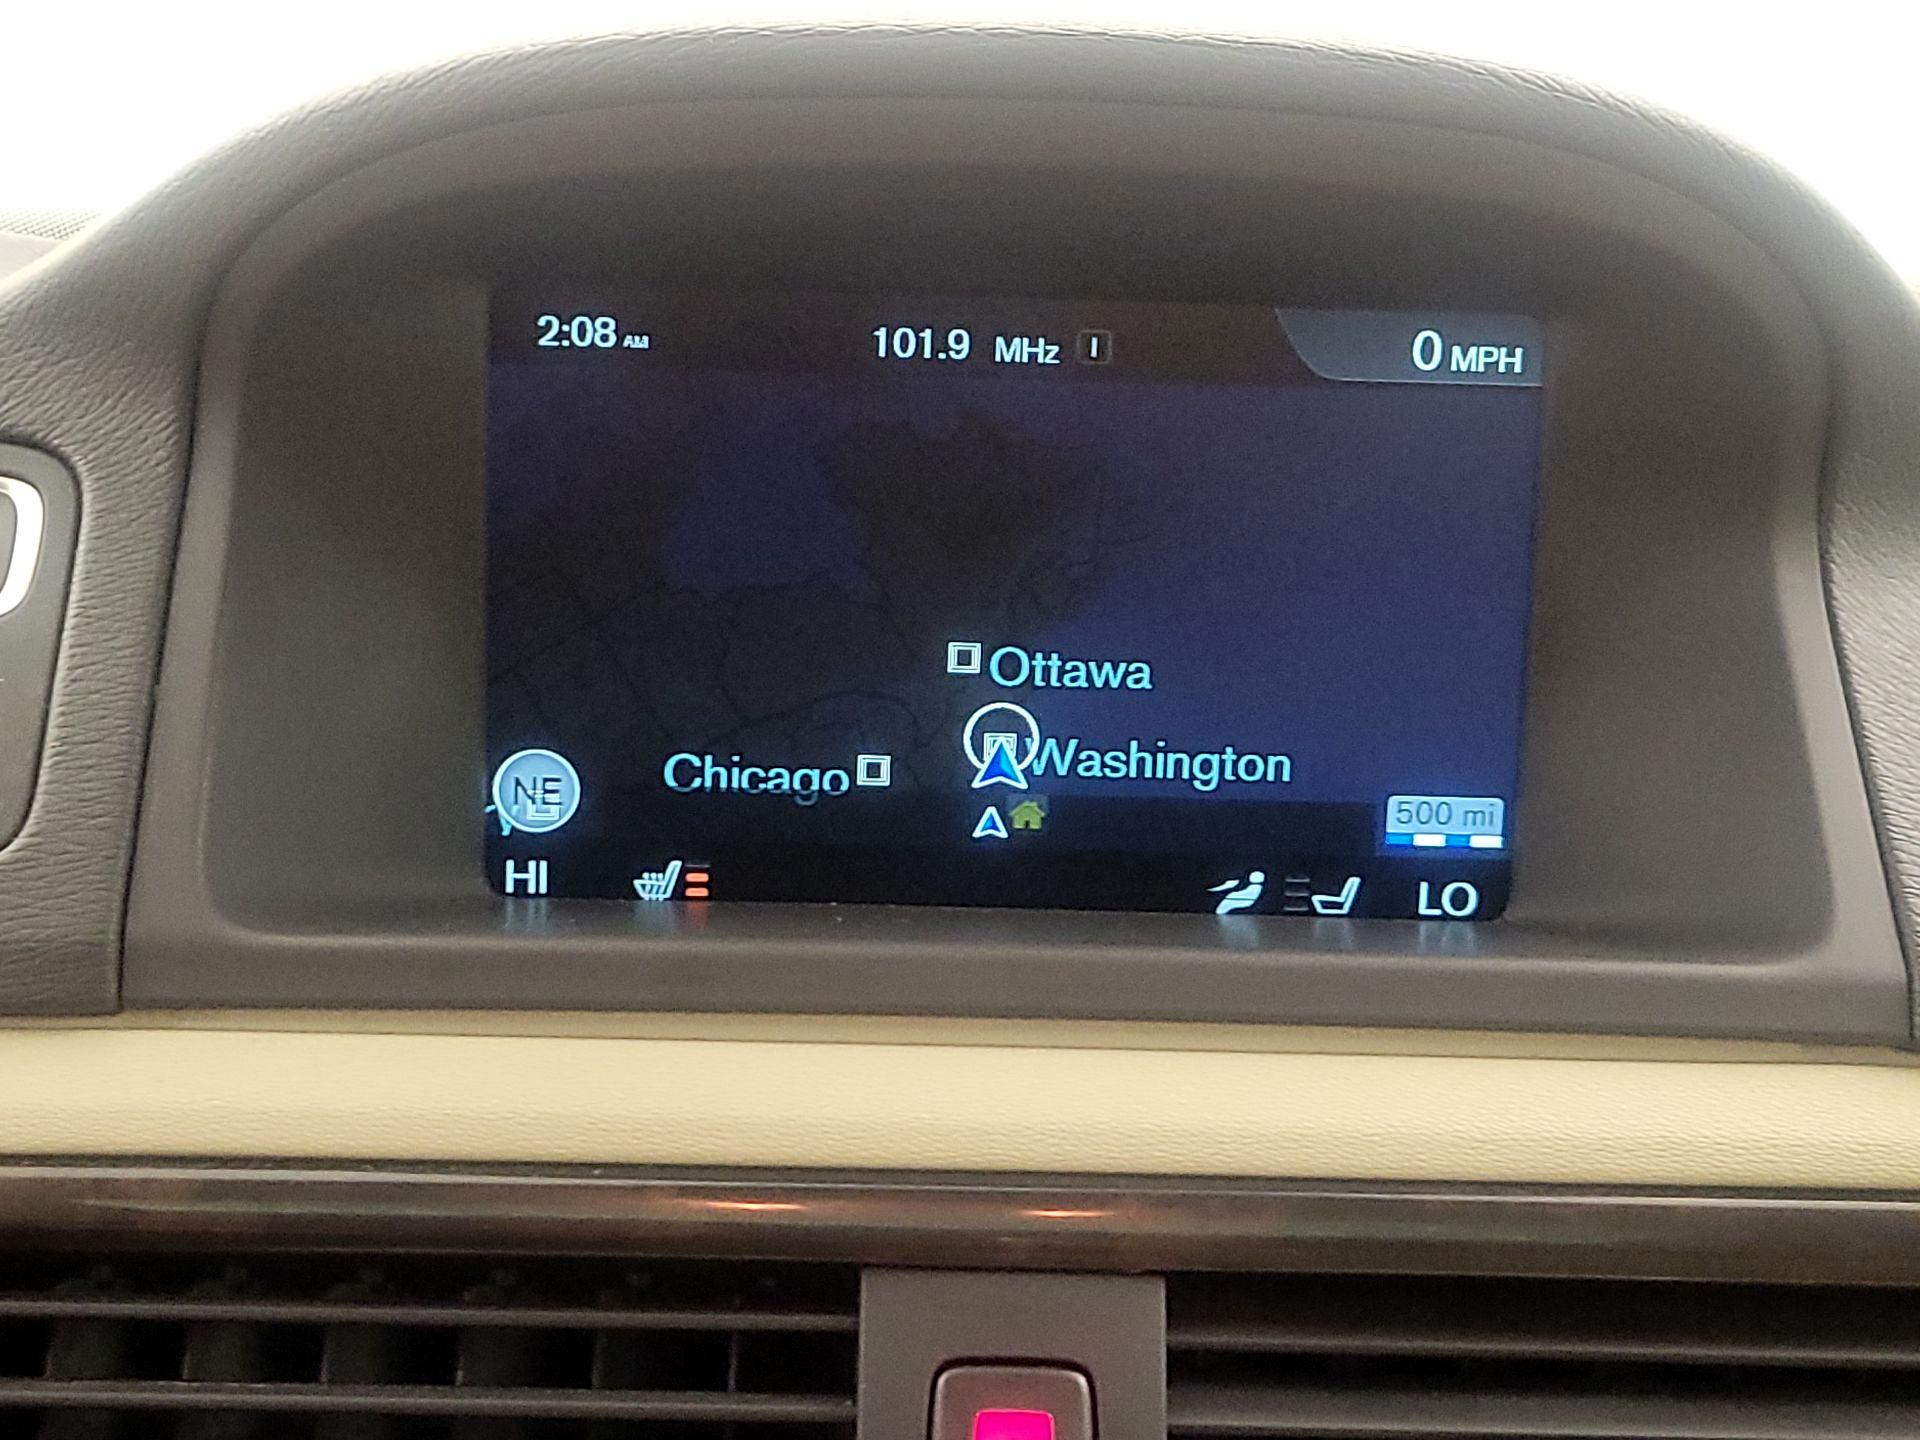 2:08 AM
101.9 MHz I
0 MPH
Ottawa
Washington
Chicago
NE
500 mi
HI
LO